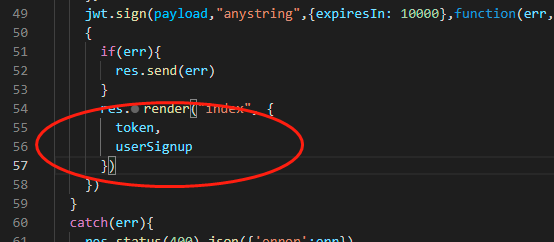 49 jwt.sign(payload,"anystring",{expiresIn: 10000},function(err,
50 {
51 if(err){
52 res.send(err)
53 }
54 res. render("index", {
55 token,
56 userSignup
57 })
58 })
59 }
60 catch(err){
res.status(400).json({'error':err})